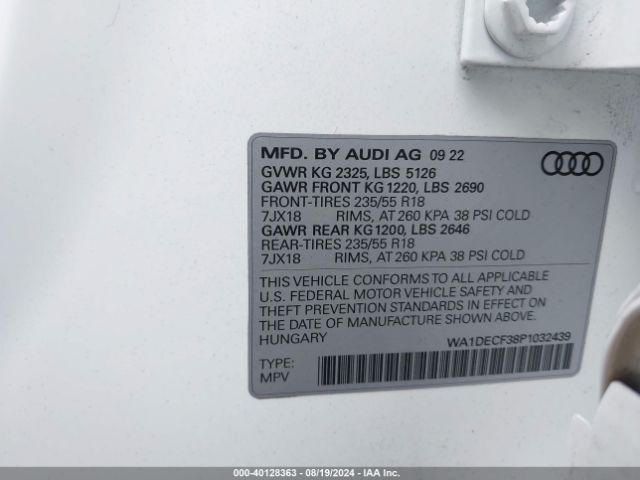 MFD. BY AUDI AG 09 22
GVWR KG 2325, LBS 5126
GAWR FRONT KG 1220, LBS 2690
FRONT-TIRES 235/55 R18
7JX18 RIMS, AT 260 KPA 38 PSI COLD
GAWR REAR KG 1200, LBS 2646
REAR-TIRES 235/55 R18
7JX18 RIMS, AT 260 KPA 38 PSI COLD
THIS VEHICLE CONFORMS TO ALL APPLICABLE
U.S. FEDERAL MOTOR VEHICLE SAFETY AND
THEFT PREVENTION STANDARDS IN EFFECT ON
THE DATE OF MANUFACTURE SHOWN ABOVE.
HUNGARY
WA1DECF38P1032439
TYPE:
MPV
000-40128363 - 08/19/2024 - IAA Inc.